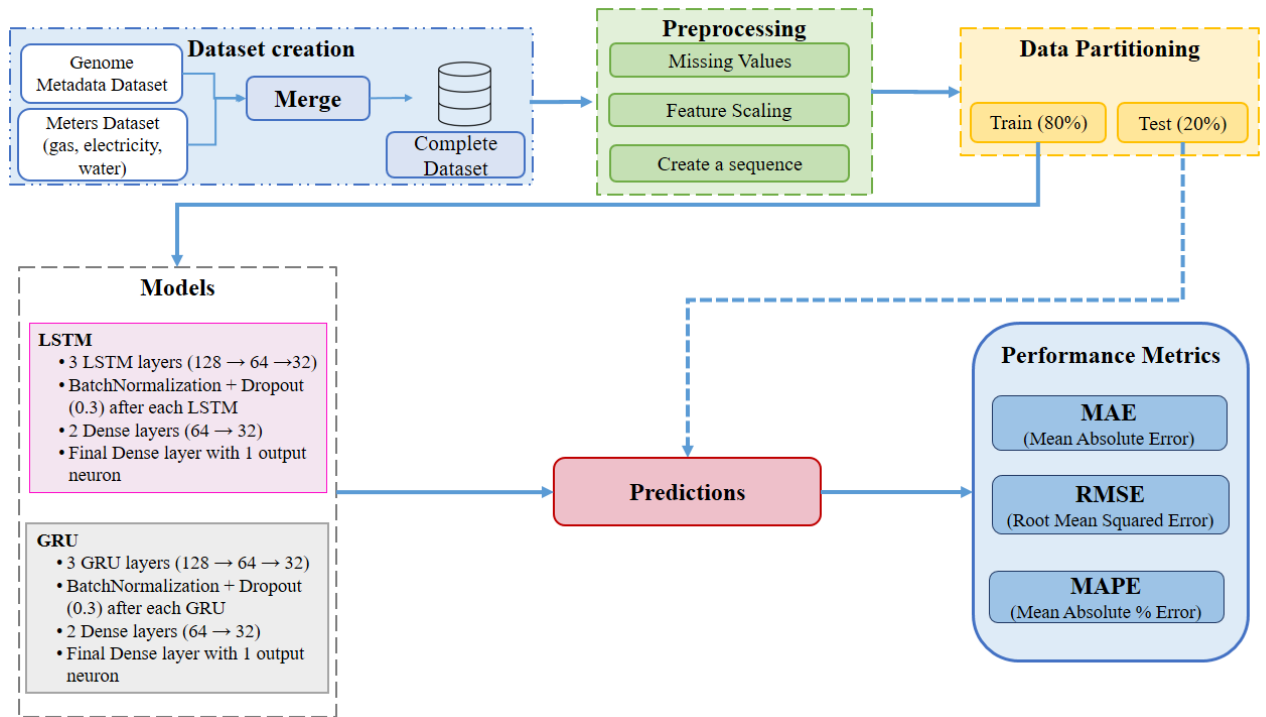 Dataset creation
Genome
Metadata Dataset
Meters Dataset
(gas, electricity,
water)
Merge
Complete
Dataset
Preprocessing
Missing Values
Feature Scaling
Create a sequence
Data Partitioning
Train (80%)
Test (20%)
Models
LSTM
• 3 LSTM layers (128 → 64 →32)
• BatchNormalization + Dropout
(0.3) after each LSTM
• 2 Dense layers (64 → 32)
• Final Dense layer with 1 output
neuron
GRU
• 3 GRU layers (128 → 64 → 32)
• BatchNormalization + Dropout
(0.3) after each GRU
• 2 Dense layers (64 → 32)
• Final Dense layer with 1 output
neuron
Predictions
Performance Metrics
MAE
(Mean Absolute Error)
RMSE
(Root Mean Squared Error)
MAPE
(Mean Absolute % Error)